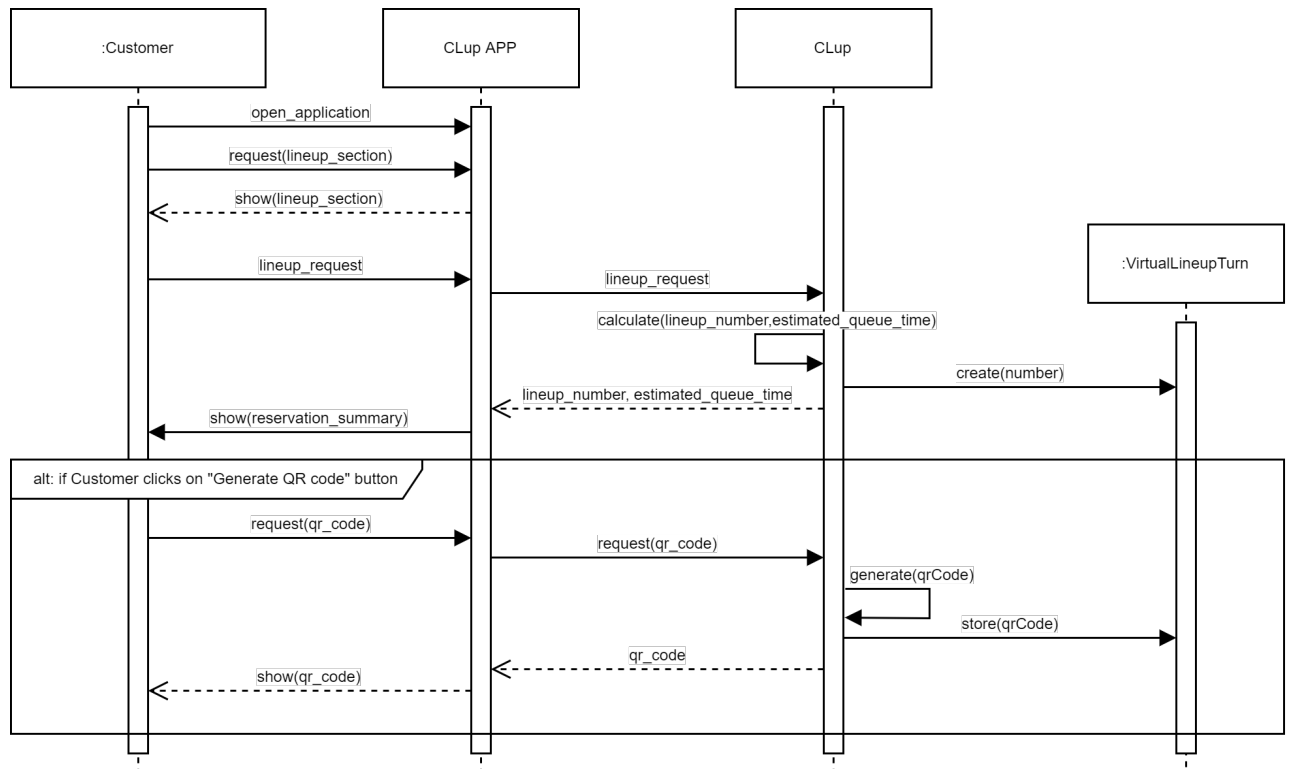 :Customer
CLup APP
CLup
open_application
request(lineup_section)
show(lineup_section)
:VirtualLineupTurn
lineup_request
lineup_request
calculate(lineup_number,estimated_queue_time)
create(number)
lineup_number, estimated_queue_time
show(reservation_summary)
alt: if Customer clicks on "Generate QR code" button
request(qr_code)
request(qr_code)
generate(qrCode)
store(qrCode)
qr_code
show(qr_code)